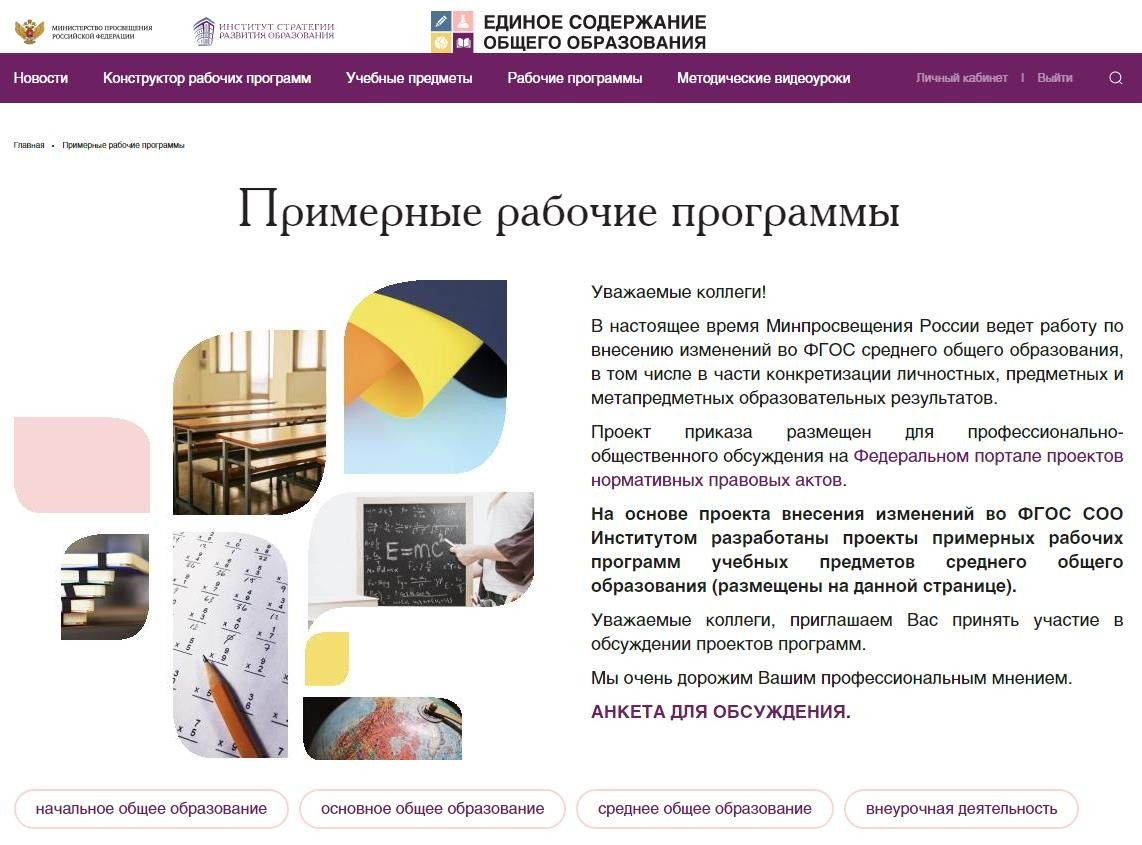 МИНИСТЕРСТВО ПРОСВЕЩЕНИЯ
РОССИЙСКОЙ ФЕДЕРАЦИИ
ИНСТИТУТ СТРАТЕГИИ
РАЗВИТИЯ ОБРАЗОВАНИЯ
ЕДИНОЕ СОДЕРЖАНИЕ
ОБЩЕГО ОБРАЗОВАНИЯ
Новости Конструктор рабочих программ Учебные предметы Рабочие программы Методические видеоуроки Личный кабинет | Выйти
Главная • Примерные рабочие программы
Примерные рабочие программы
Уважаемые коллеги!
В настоящее время Минпросвещения России ведет работу по
внесению изменений во ФГОС среднего общего образования,
в том числе в части конкретизации личностных, предметных и
метапредметных образовательных результатов.
Проект приказа размещен для профессионально-
общественного обсуждения на Федеральном портале проектов
нормативных правовых актов.
На основе проекта внесения изменений во ФГОС СОО
Институтом разработаны проекты примерных рабочих
программ учебных предметов среднего общего
образования (размещены на данной странице).
Уважаемые коллеги, приглашаем Вас принять участие в
обсуждении проектов программ.
Мы очень дорожим Вашим профессиональным мнением.
АНКЕТА ДЛЯ ОБСУЖДЕНИЯ.
E=mc²
начальное общее образование основное общее образование среднее общее образование внеурочная деятельность